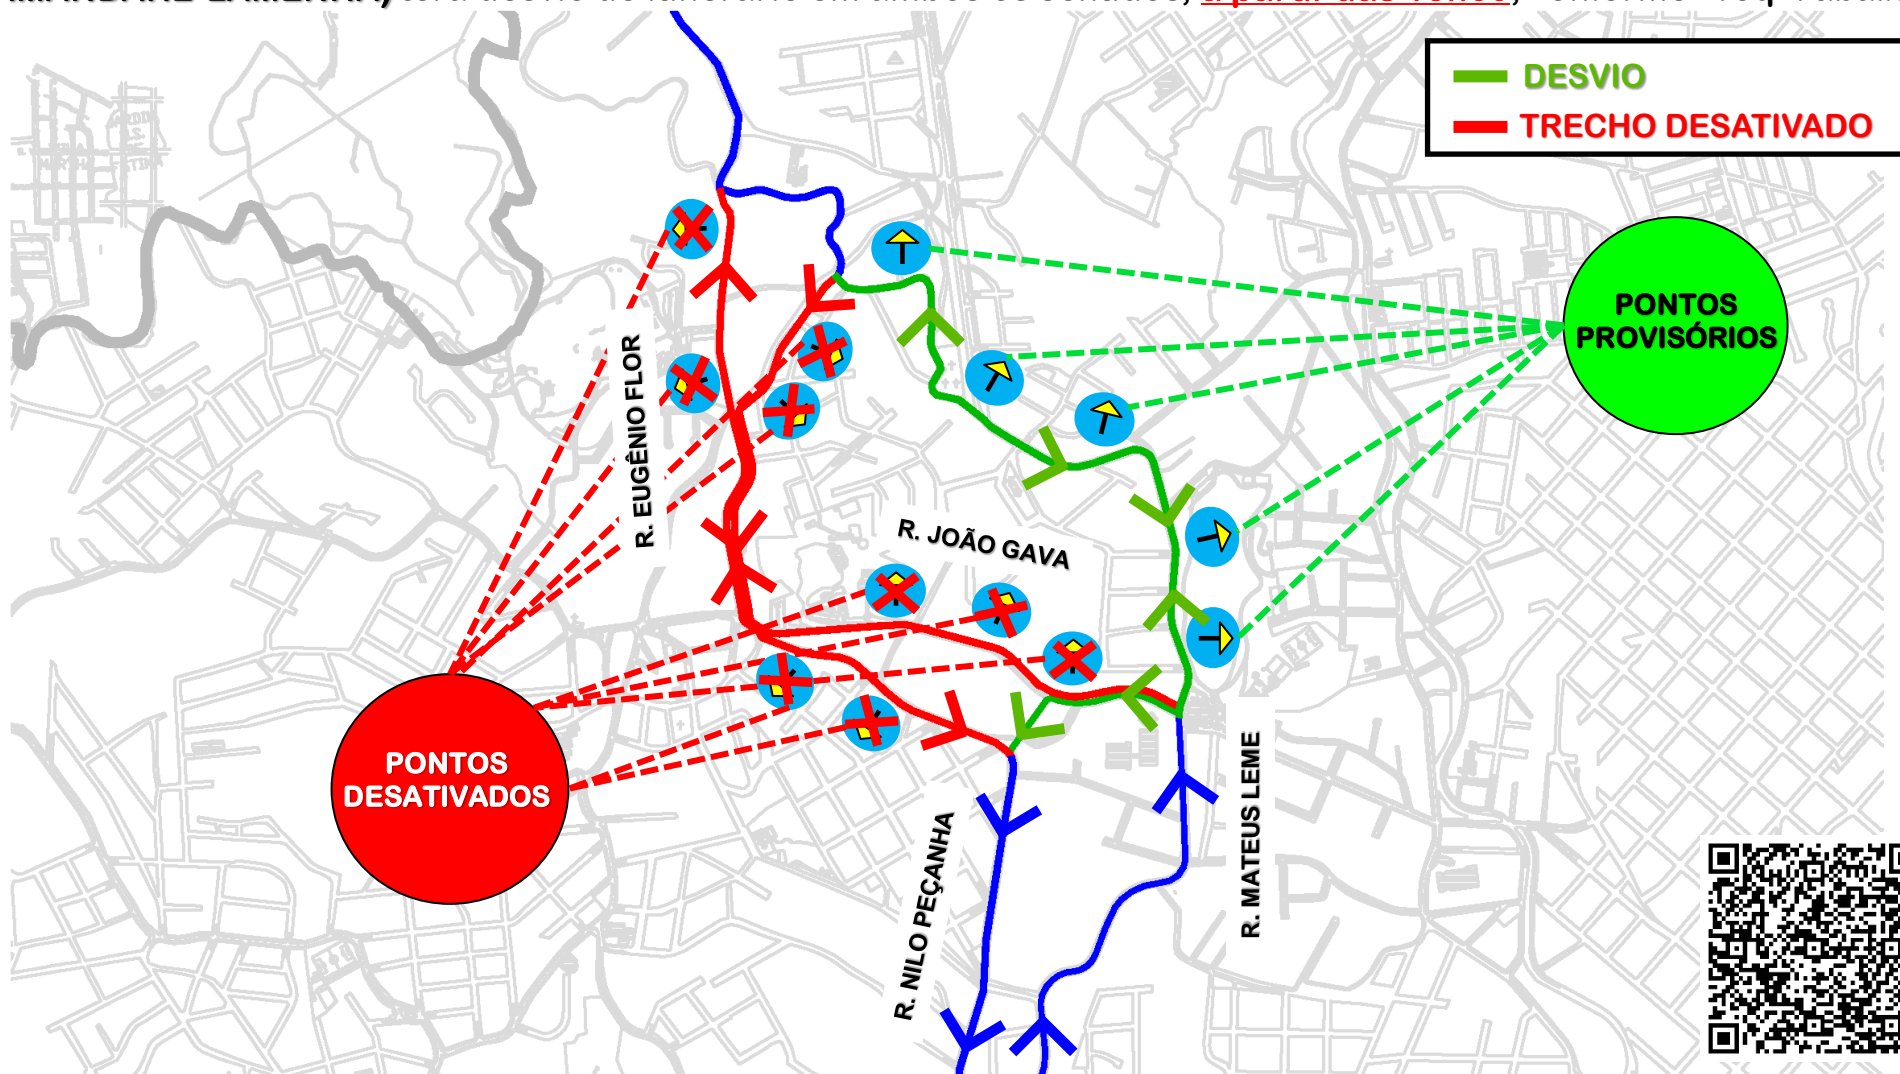 DESVIO
TRECHO DESATIVADO
PONTOS
PROVISÓRIOS
R. EUGÊNIO FLOR
R. JOÃO GAVA
PONTOS
DESATIVADOS
R. MATEUS LEME
R. NILO PEÇANHA